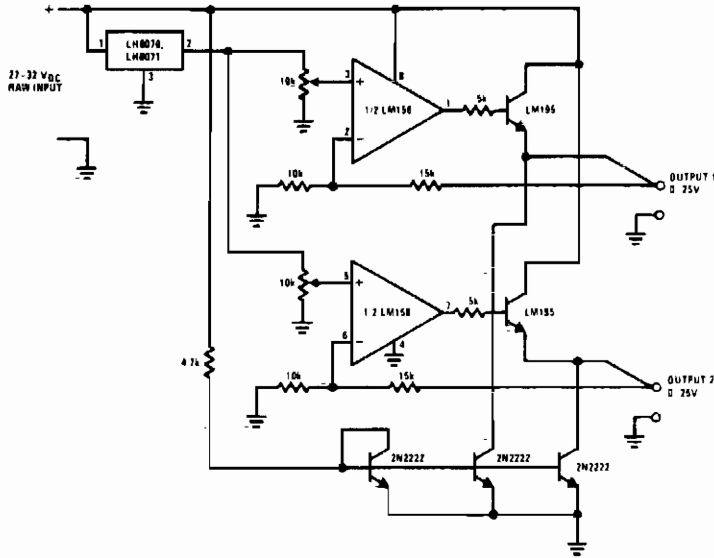 +
1
LH0070,
LH0071
2
3
27-32 VDC
RAW INPUT
10k
3
+
8
1/2 LM158
1
5k
LM195
2
−
10k
15k
OUTPUT 1
0 25V
10k
5
+
1 2 LM158
7
5k
LM195
6
−
4
4.7k
10k
15k
OUTPUT 2
0 25V
2N2222
2N2222
2N2222